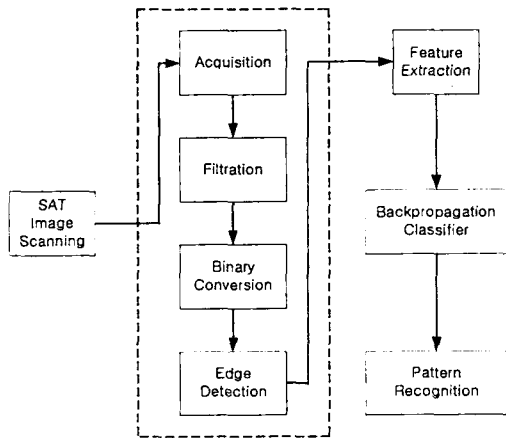 SAT
Image
Scanning
Acquisition
Filtration
Binary
Conversion
Edge
Detection
Feature
Extraction
Backpropagation
Classifier
Pattern
Recognition